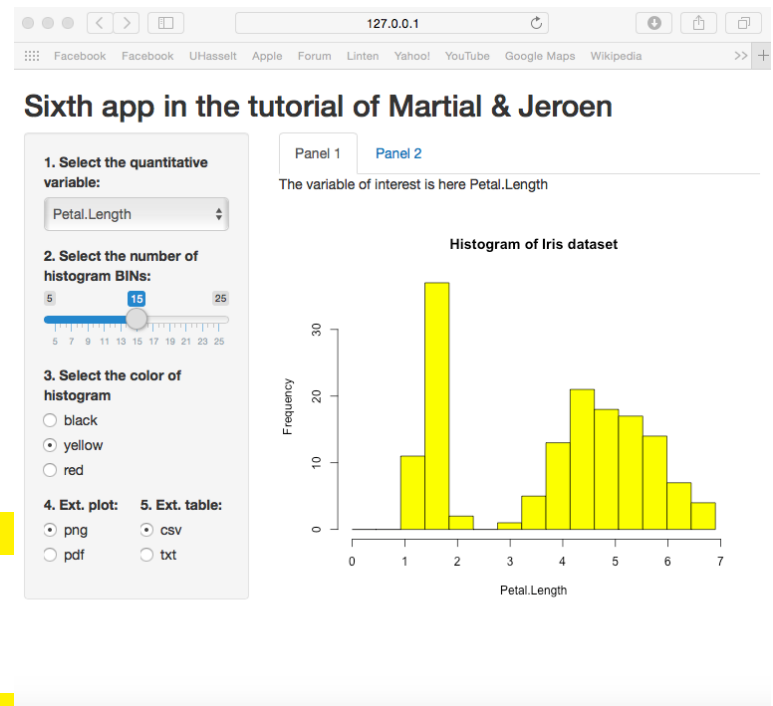 127.0.0.1
Facebook Facebook UHasselt Apple Forum Linten Yahoo! YouTube Google Maps Wikipedia >> +
Sixth app in the tutorial of Martial & Jeroen
1. Select the quantitative
variable:
Petal.Length
2. Select the number of
histogram BINs:
5 15 25
5 7 9 11 13 15 17 19 21 23 25
3. Select the color of
histogram
black
yellow
red
4. Ext. plot: 5. Ext. table:
png csv
pdf txt
Panel 1 Panel 2
The variable of interest is here Petal.Length
Histogram of Iris dataset
Frequency
30
20
10
0
0 1 2 3 4 5 6 7
Petal.Length